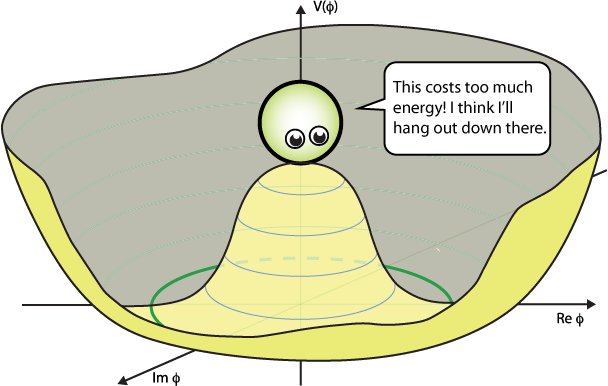 V(ϕ)
This costs too much
energy! I think I’ll
hang out down there.
Re ϕ
Im ϕ